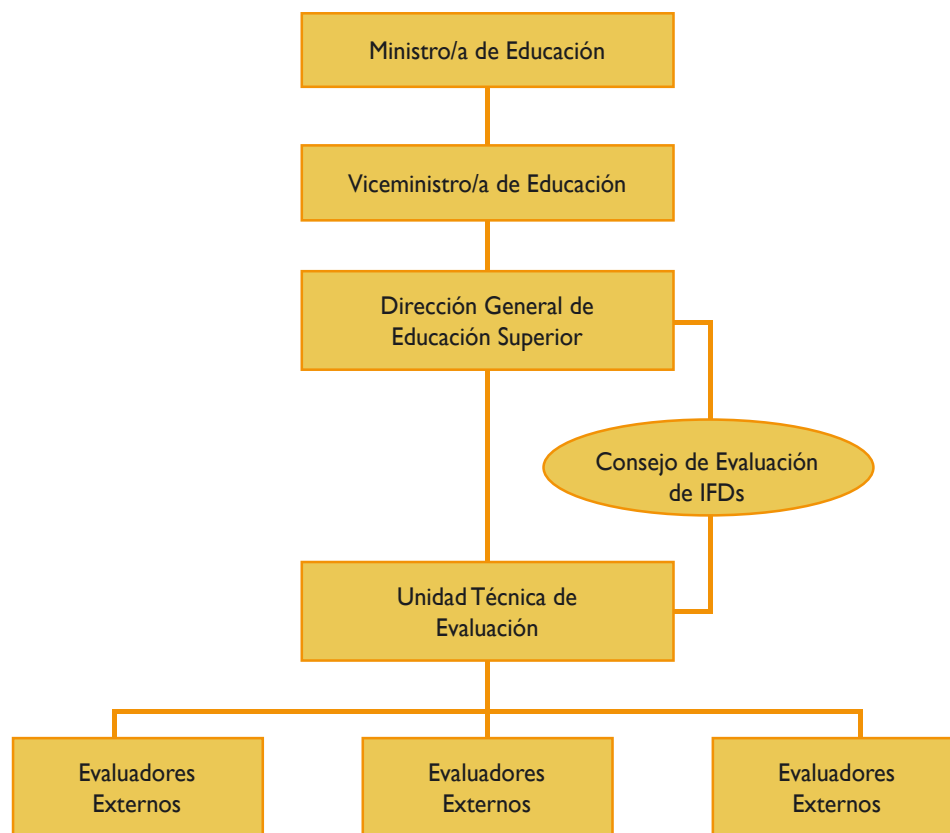 Ministro/a de Educación
Viceministro/a de Educación
Dirección General de
Educación Superior
Consejo de Evaluación
de IFDs
Unidad Técnica de
Evaluación
Evaluadores
Externos
Evaluadores
Externos
Evaluadores
Externos